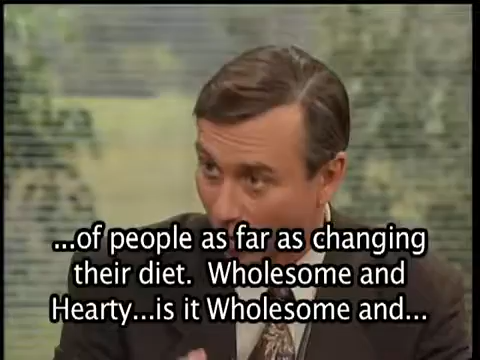 ...of people as far as changing
their diet.  Wholesome and
Hearty...is it Wholesome and...